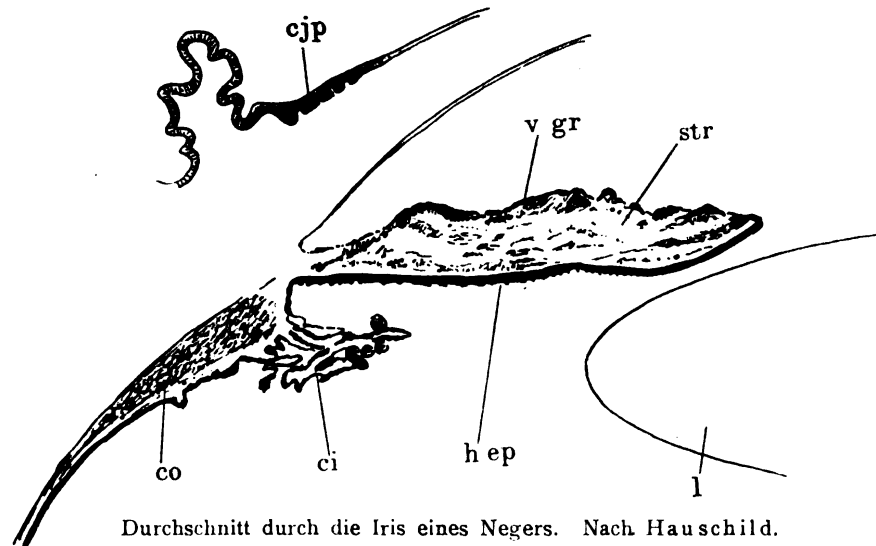 cjp
v gr
str
co
ci
h ep
l
Durchschnitt durch die Iris eines Negers. Nach Hauschild.